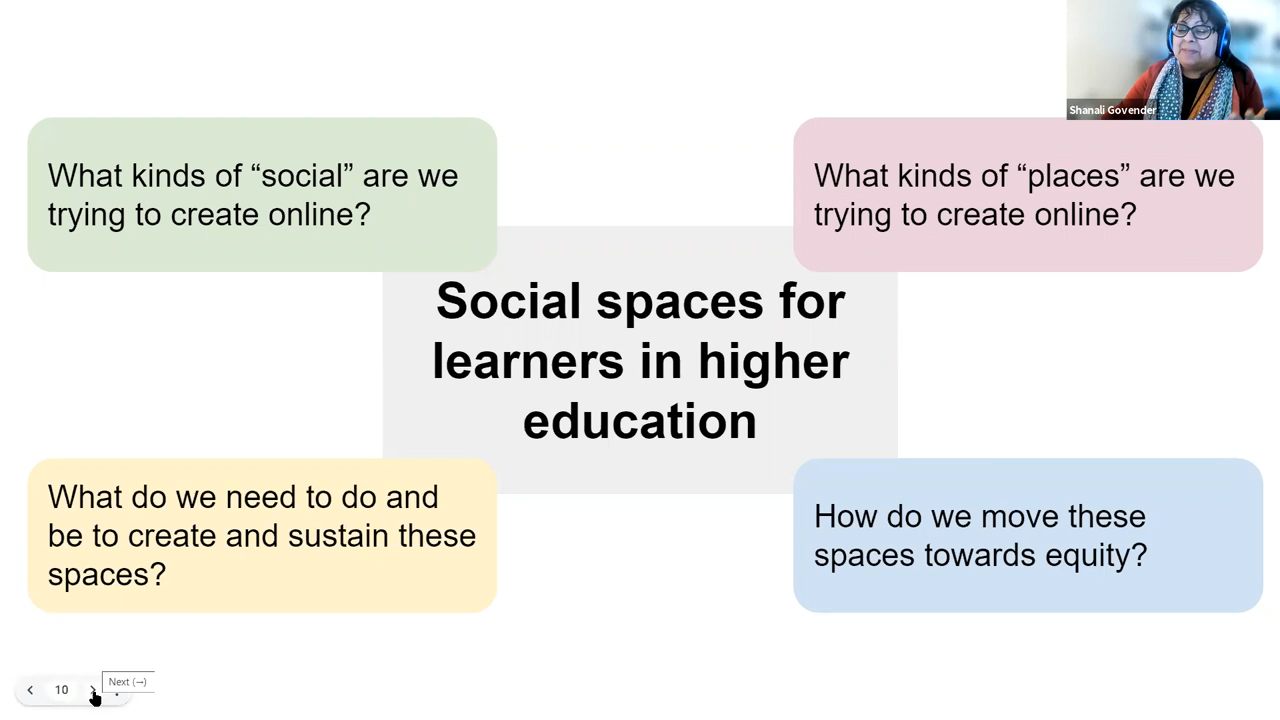 Shanali Govender
What kinds of “social” are we
trying to create online?
What kinds of “places” are we
trying to create online?
Social spaces for
learners in higher
education
What do we need to do and
be to create and sustain these
spaces?
How do we move these
spaces towards equity?
10
Next (→)